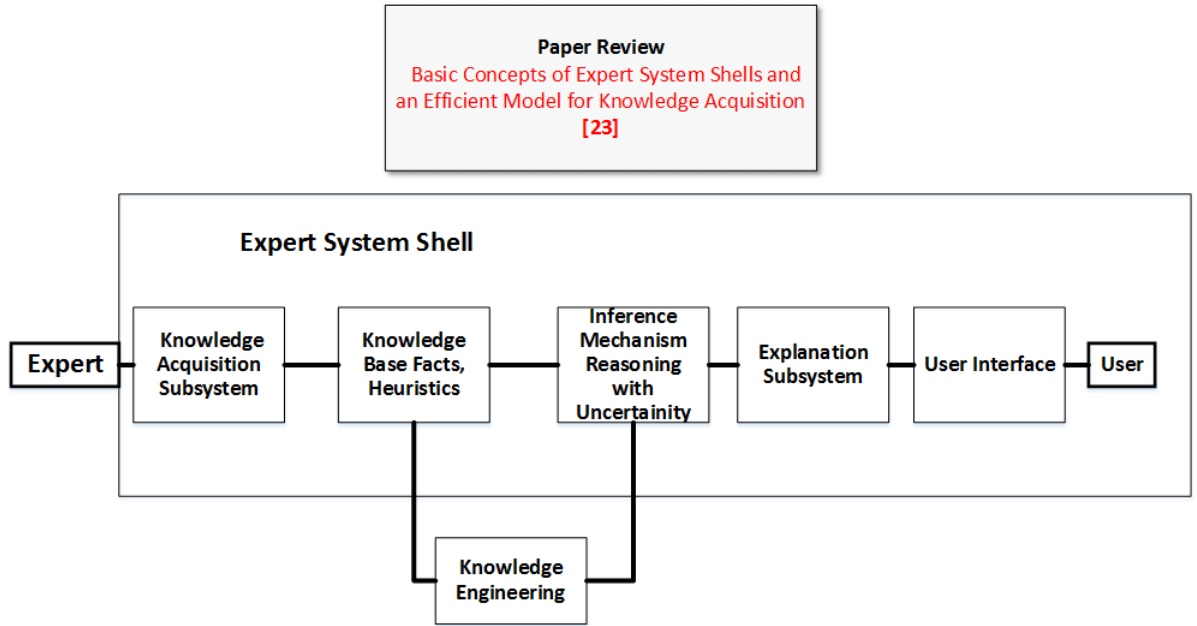 Paper Review
Basic Concepts of Expert System Shells and
an Efficient Model for Knowledge Acquisition
[23]
Expert System Shell
Expert
Knowledge
Acquisition
Subsystem
Knowledge
Base Facts,
Heuristics
Inference
Mechanism
Reasoning
with
Uncertainity
Explanation
Subsystem
User Interface
User
Knowledge
Engineering